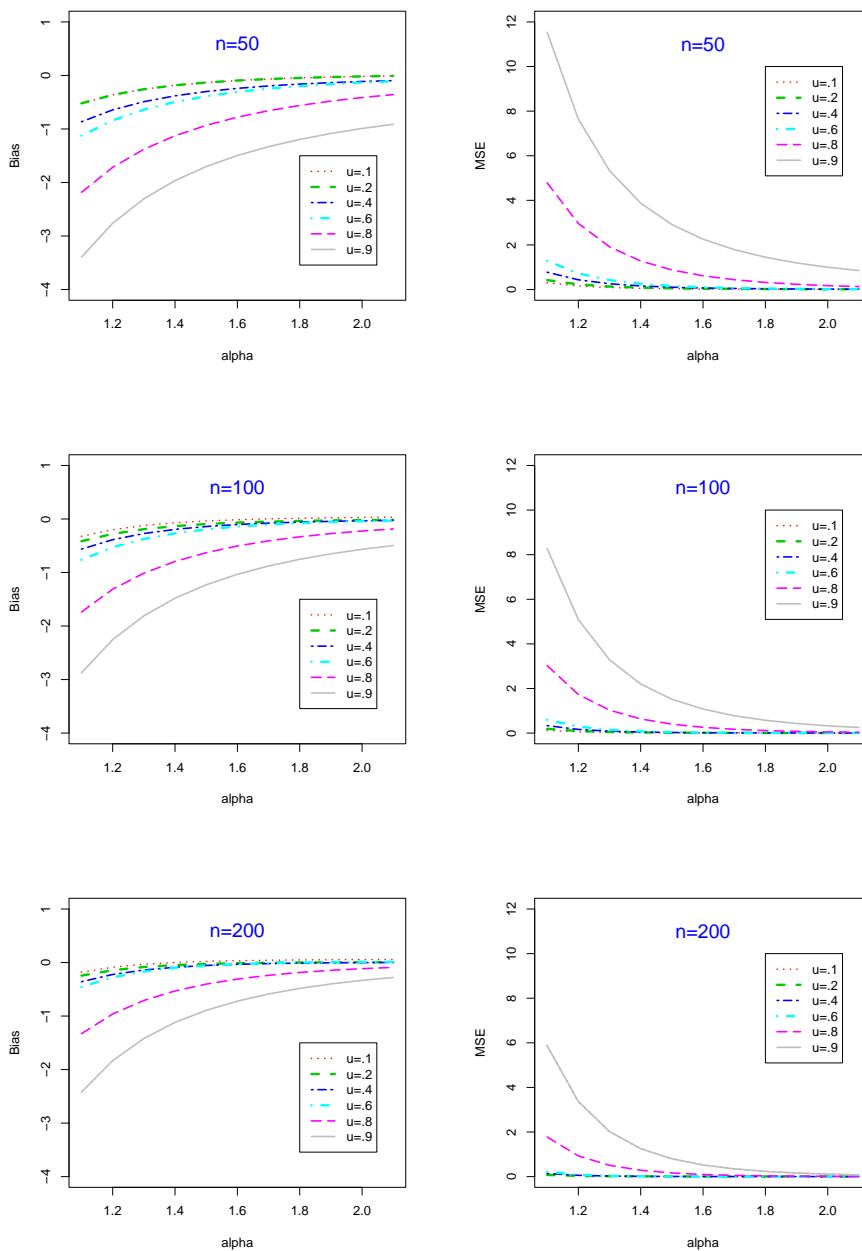 n=50
1
0
−1
−2
−3
−4
Bias
1.2 1.4 1.6 1.8 2.0
alpha
u=.1
u=.2
u=.4
u=.6
u=.8
u=.9
n=50
12
10
8
6
4
2
0
MSE
1.2 1.4 1.6 1.8 2.0
alpha
u=.1
u=.2
u=.4
u=.6
u=.8
u=.9
n=100
1
0
−1
−2
−3
−4
Bias
1.2 1.4 1.6 1.8 2.0
alpha
u=.1
u=.2
u=.4
u=.6
u=.8
u=.9
n=100
12
10
8
6
4
2
0
MSE
1.2 1.4 1.6 1.8 2.0
alpha
u=.1
u=.2
u=.4
u=.6
u=.8
u=.9
n=200
1
0
−1
−2
−3
−4
Bias
1.2 1.4 1.6 1.8 2.0
alpha
u=.1
u=.2
u=.4
u=.6
u=.8
u=.9
n=200
12
10
8
6
4
2
0
MSE
1.2 1.4 1.6 1.8 2.0
alpha
u=.1
u=.2
u=.4
u=.6
u=.8
u=.9